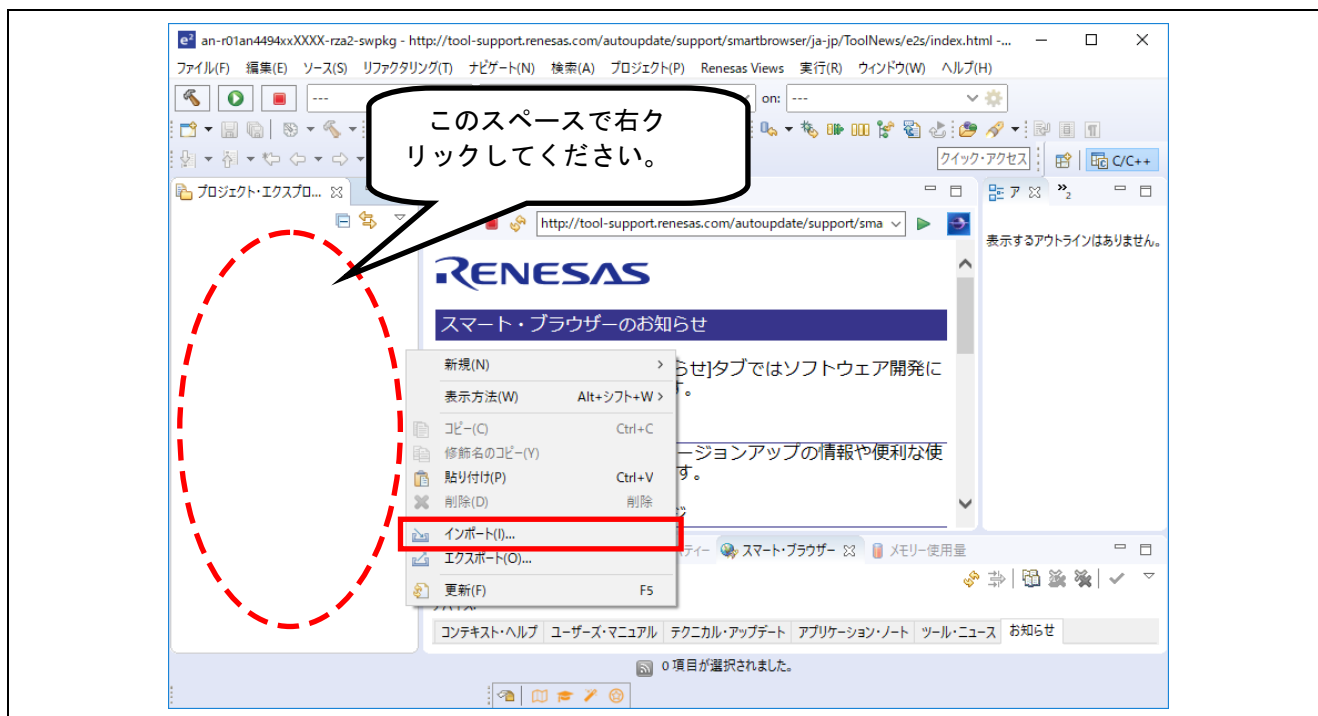 an-r01an4494xxXXXX-rza2-swpkg - http://tool-support.renesas.com/autoupdate/support/smartbrowser/ja-jp/ToolNews/e2s/index.html -...
ファイル(F) 編集(E) ソース(S) リファクタリング(T) ナビゲート(N) 検索(A) プロジェクト(P) Renesas Views 実行(R) ウィンドウ(W) ヘルプ(H)
---
on: ---
このスペースで右ク
リックしてください。
クイック・アクセス
C/C++
プロジェクト・エクスプロ...
ア
2
http://tool-support.renesas.com/autoupdate/support/sma
表示するアウトラインはありません。
RENESAS
スマート・ブラウザーのお知らせ
らせ]タブではソフトウェア開発に
す。
ージョンアップの情報や便利な使
す。
新規(N)
表示方法(W) Alt+シフト+W
コピー(C) Ctrl+C
修飾名のコピー(Y)
貼り付け(P) Ctrl+V
削除(D) 削除
インポート(I)...
エクスポート(O)...
更新(F) F5
ティー スマート・ブラウザー メモリー使用量
コンテキスト・ヘルプ ユーザーズ・マニュアル テクニカル・アップデート アプリケーション・ノート ツール・ニュース お知らせ
0 項目が選択されました。